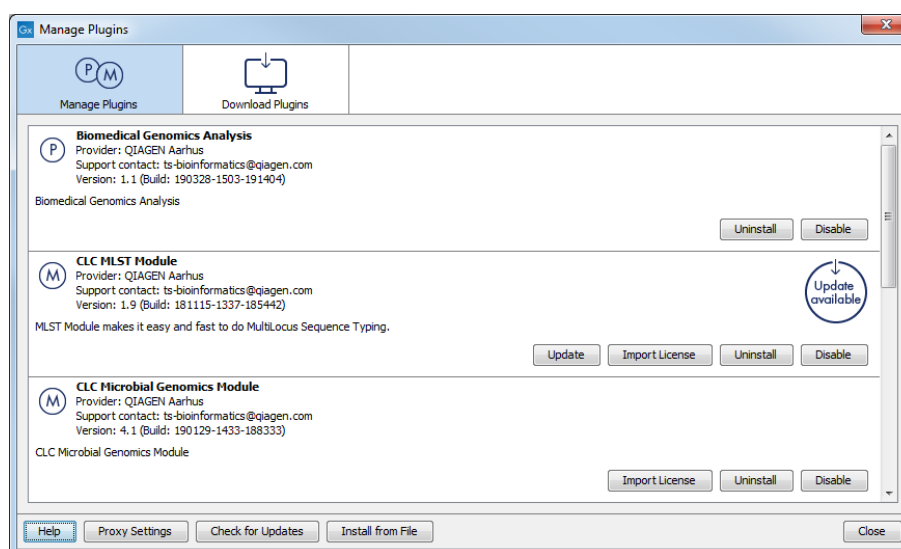 Gx Manage Plugins
X
P M
Manage Plugins
Download Plugins
P
Biomedical Genomics Analysis
Provider: QIAGEN Aarhus
Support contact: ts-bioinformatics@qiagen.com
Version: 1.1 (Build: 190328-1503-191404)
Biomedical Genomics Analysis
Uninstall Disable
M
CLC MLST Module
Provider: QIAGEN Aarhus
Support contact: ts-bioinformatics@qiagen.com
Version: 1.9 (Build: 181115-1337-185442)
Update
available
MLST Module makes it easy and fast to do MultiLocus Sequence Typing.
Update Import License Uninstall Disable
M
CLC Microbial Genomics Module
Provider: QIAGEN Aarhus
Support contact: ts-bioinformatics@qiagen.com
Version: 4.1 (Build: 190129-1433-188333)
CLC Microbial Genomics Module
Import License Uninstall Disable
Help Proxy Settings Check for Updates Install from File Close